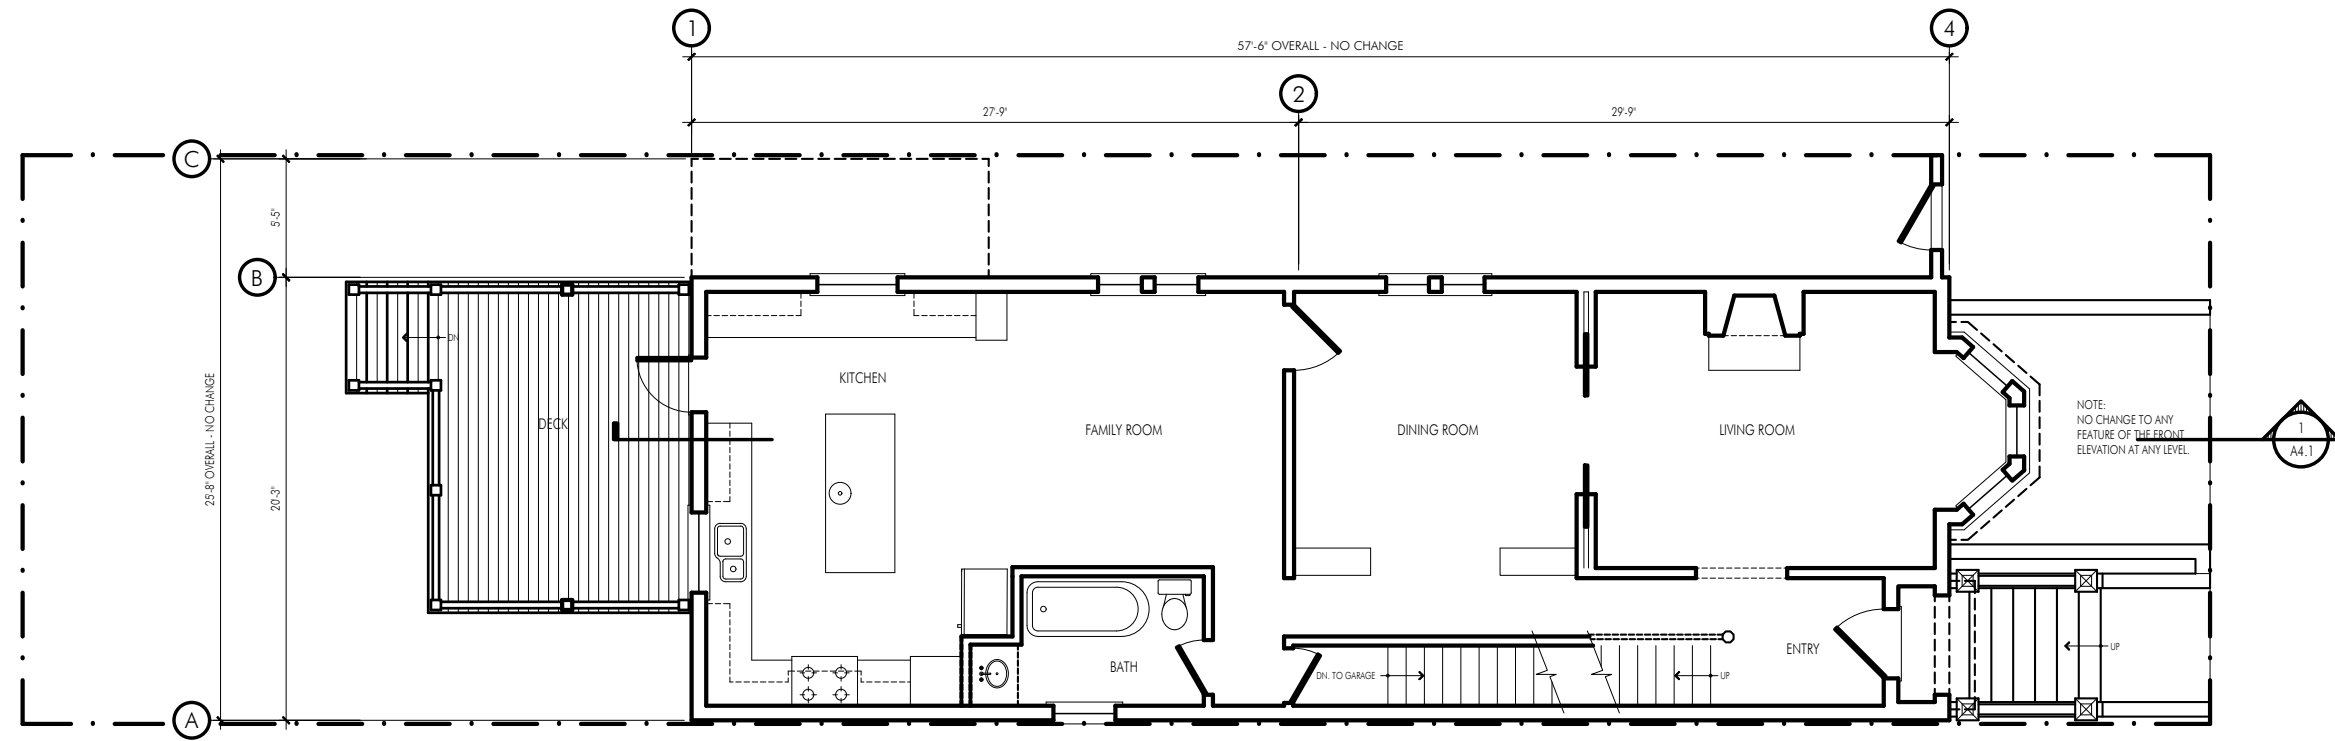 1
4
57'-6" OVERALL - NO CHANGE
2
27'-9"
29'-9"
C
5'-5"
B
DN
KITCHEN
NOTE:
NO CHANGE TO ANY
FEATURE OF THE FRONT
ELEVATION AT ANY LEVEL.
DECK
FAMILY ROOM
DINING ROOM
LIVING ROOM
1
A4.1
25'-8" OVERALL - NO CHANGE
20'-3"
BATH
ENTRY
UP
DN. TO GARAGE
UP
A